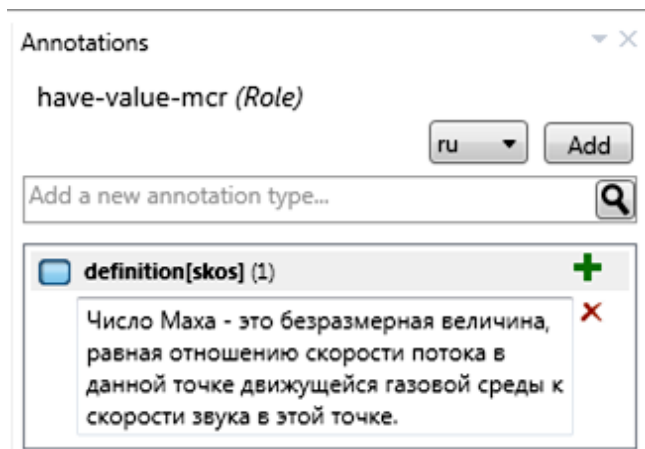 Annotations
have-value-mcr (Role)
ru
Add
Add a new annotation type...
definition[skos] (1)
Число Маха - это безразмерная величина,
равная отношению скорости потока в
данной точке движущейся газовой среды к
скорости звука в этой точке.